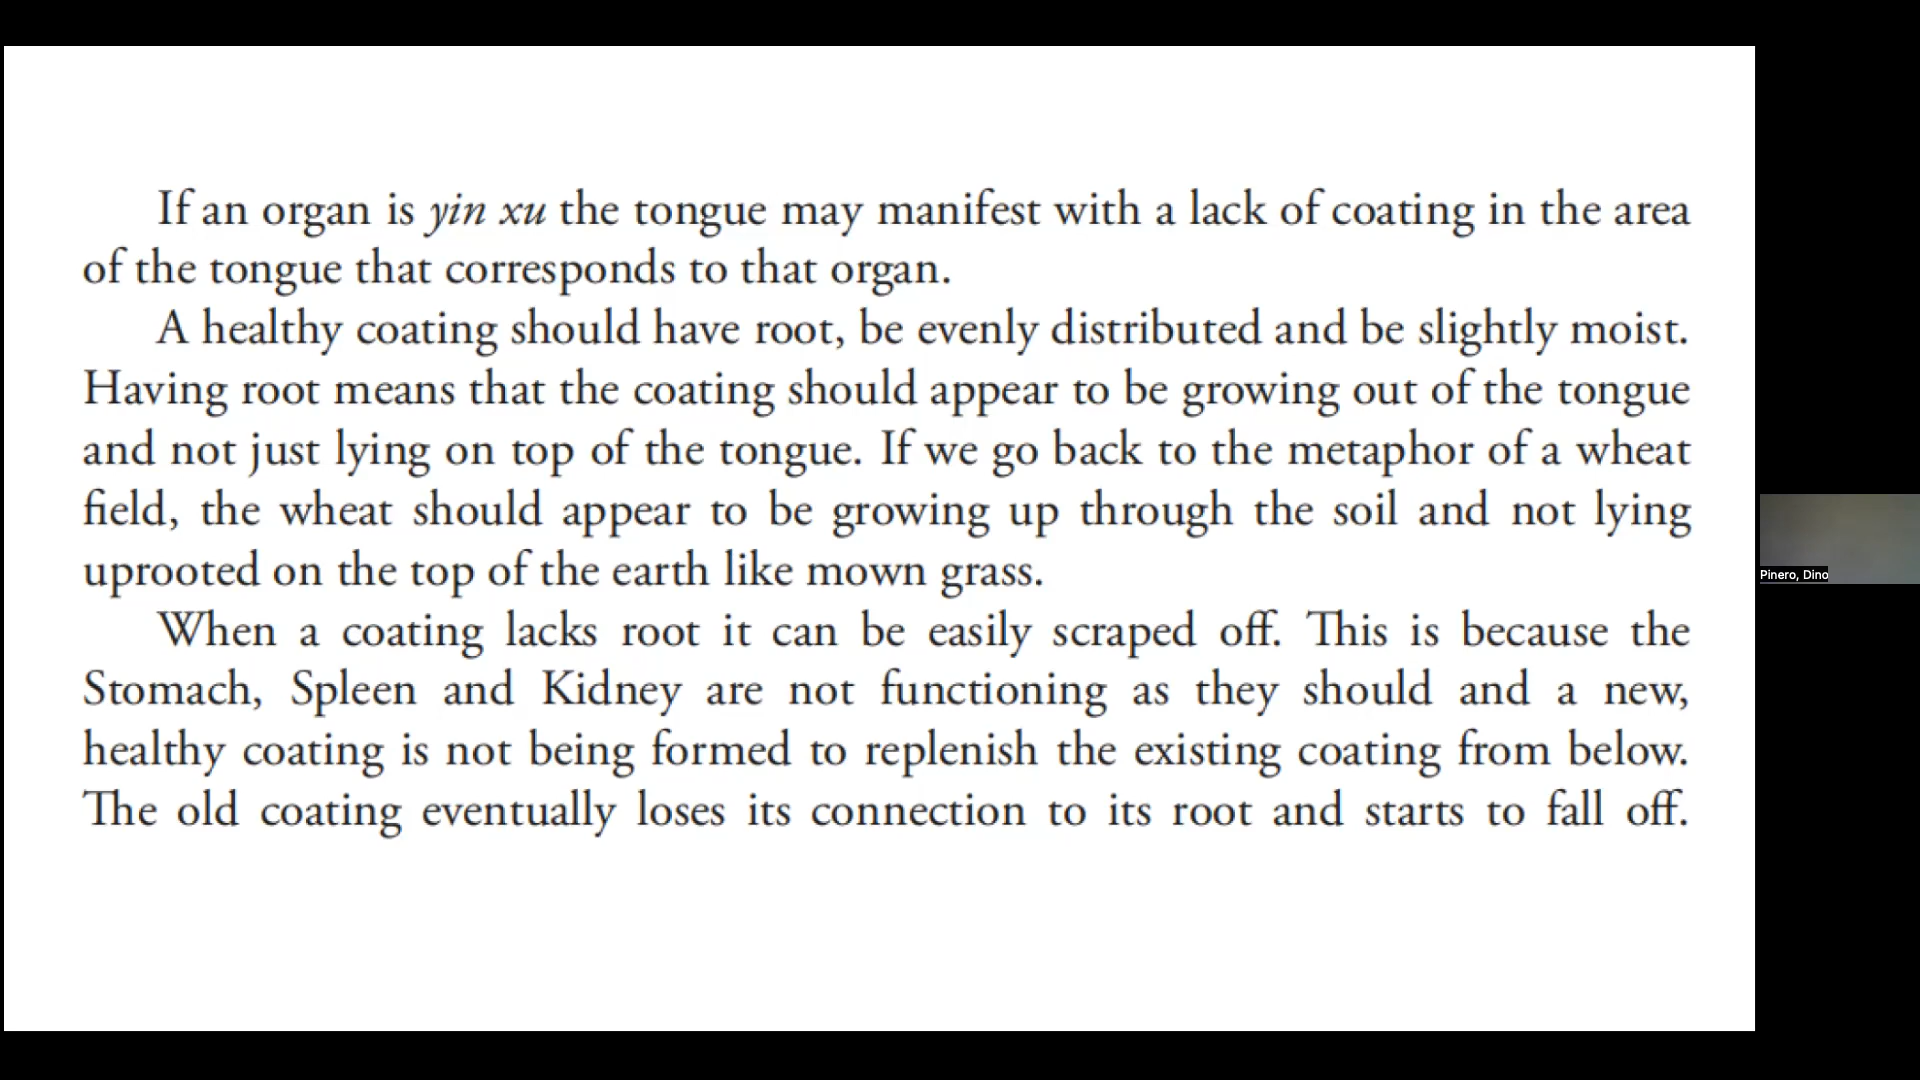 If an organ is yin xu the tongue may manifest with a lack of coating in the area
of the tongue that corresponds to that organ.
A healthy coating should have root, be evenly distributed and be slightly moist.
Having root means that the coating should appear to be growing out of the tongue
and not just lying on top of the tongue. If we go back to the metaphor of a wheat
field, the wheat should appear to be growing up through the soil and not lying
uprooted on the top of the earth like mown grass.
When a coating lacks root it can be easily scraped off. This is because the
Stomach, Spleen and Kidney are not functioning as they should and a new,
healthy coating is not being formed to replenish the existing coating from below.
The old coating eventually loses its connection to its root and starts to fall off.
Pinero, Dino